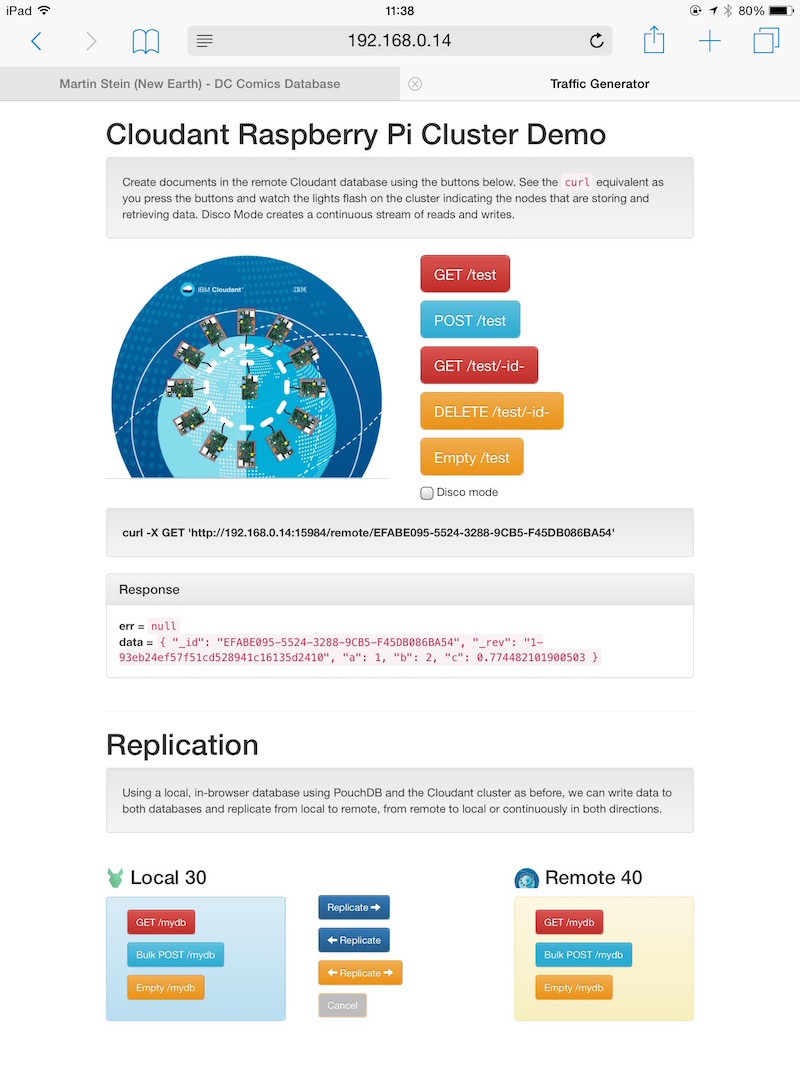 iPad 11:38 80%
192.168.0.14
Martin Stein (New Earth) - DC Comics Database Traffic Generator
Cloudant Raspberry Pi Cluster Demo
Create documents in the remote Cloudant database using the buttons below. See the curl equivalent as
you press the buttons and watch the lights flash on the cluster indicating the nodes that are storing and
retrieving data. Disco Mode creates a continuous stream of reads and writes.
IBM Cloudant IBM
GET /test
POST /test
GET /test/-id-
DELETE /test/-id-
Empty /test
Disco mode
curl -X GET 'http://192.168.0.14:15984/remote/EFABE095-5524-3288-9CB5-F45DB086BA54'
Response
err = null
data = { "_id": "EFABE095-5524-3288-9CB5-F45DB086BA54", "_rev": "1-
93eb24ef57f51cd528941c16135d2410", "a": 1, "b": 2, "c": 0.774482101900503 }
Replication
Using a local, in-browser database using PouchDB and the Cloudant cluster as before, we can write data to
both databases and replicate from local to remote, from remote to local or continuously in both directions.
Local 30
GET /mydb
Bulk POST /mydb
Empty /mydb
Replicate →
← Replicate
← Replicate →
Cancel
Remote 40
GET /mydb
Bulk POST /mydb
Empty /mydb